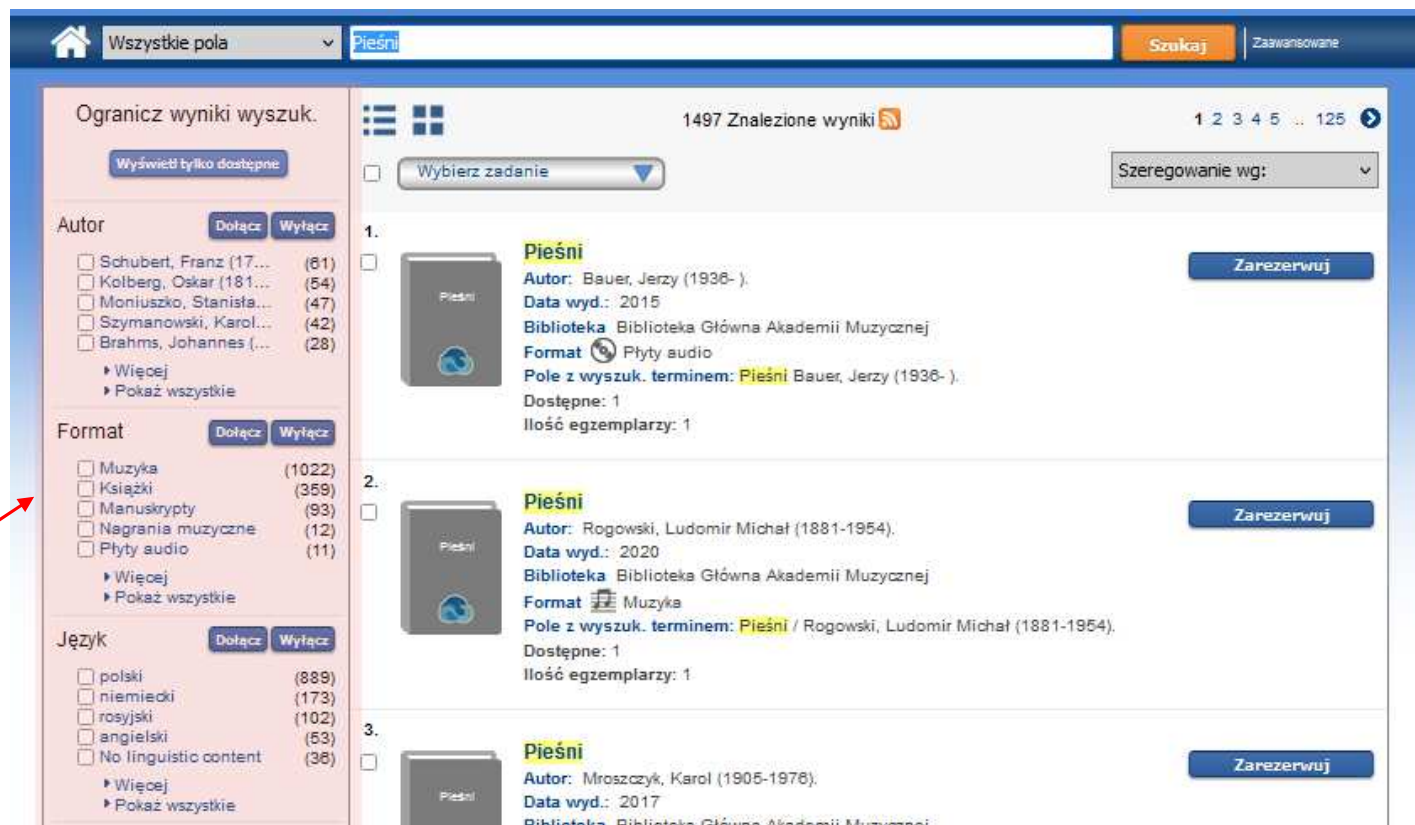 Wszystkie pola
Pieśni
Szukaj
Zaawansowane
Ogranicz wyniki wyszuk.
Wyświetl tylko dostępne
Autor Dołącz Wyłącz
Schubert, Franz (17... (61)
Kolberg, Oskar (181... (54)
Moniuszko, Stanisła... (47)
Szymanowski, Karol... (42)
Brahms, Johannes (... (28)
Więcej
Pokaż wszystkie
Format Dołącz Wyłącz
Muzyka (1022)
Książki (359)
Manuskrypty (93)
Nagrania muzyczne (12)
Płyty audio (11)
Więcej
Pokaż wszystkie
Język Dołącz Wyłącz
polski (889)
niemiecki (173)
rosyjski (102)
angielski (53)
No linguistic content (36)
Więcej
Pokaż wszystkie
1497 Znalezione wyniki
1 2 3 4 5 .. 125
Wybierz zadanie
Szeregowanie wg:
1.
Pieśni
Pieśni
Autor: Bauer, Jerzy (1936- ).
Data wyd.: 2015
Biblioteka Biblioteka Główna Akademii Muzycznej
Format Płyty audio
Pole z wyszuk. terminem: Pieśni Bauer, Jerzy (1936- ).
Dostępne: 1
Ilość egzemplarzy: 1
Zarezerwuj
2.
Pieśni
Pieśni
Autor: Rogowski, Ludomir Michał (1881-1954).
Data wyd.: 2020
Biblioteka Biblioteka Główna Akademii Muzycznej
Format Muzyka
Pole z wyszuk. terminem: Pieśni / Rogowski, Ludomir Michał (1881-1954).
Dostępne: 1
Ilość egzemplarzy: 1
Zarezerwuj
3.
Pieśni
Pieśni
Autor: Mroszczyk, Karol (1905-1976).
Data wyd.: 2017
Biblioteka Biblioteka Główna Akademii Muzycznej
Zarezerwuj